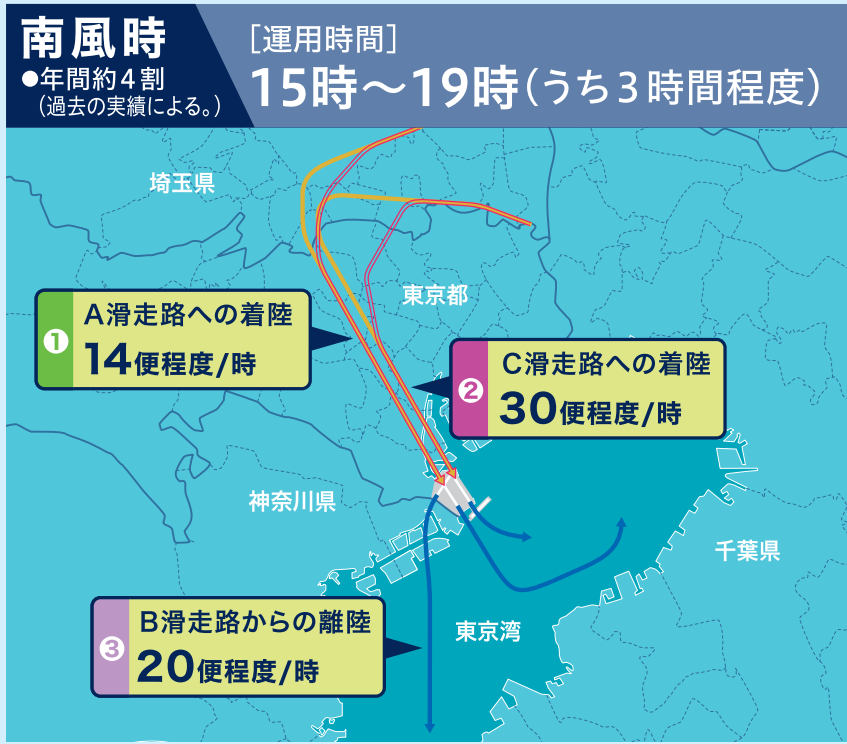 南風時
●年間約4割
(過去の実績による。)
[運用時間]
15時〜19時(うち3時間程度)
埼玉県
東京都
❶
A滑走路への着陸
14便程度/時
❷
C滑走路への着陸
30便程度/時
神奈川県
千葉県
❸
B滑走路からの離陸
20便程度/時
東京湾